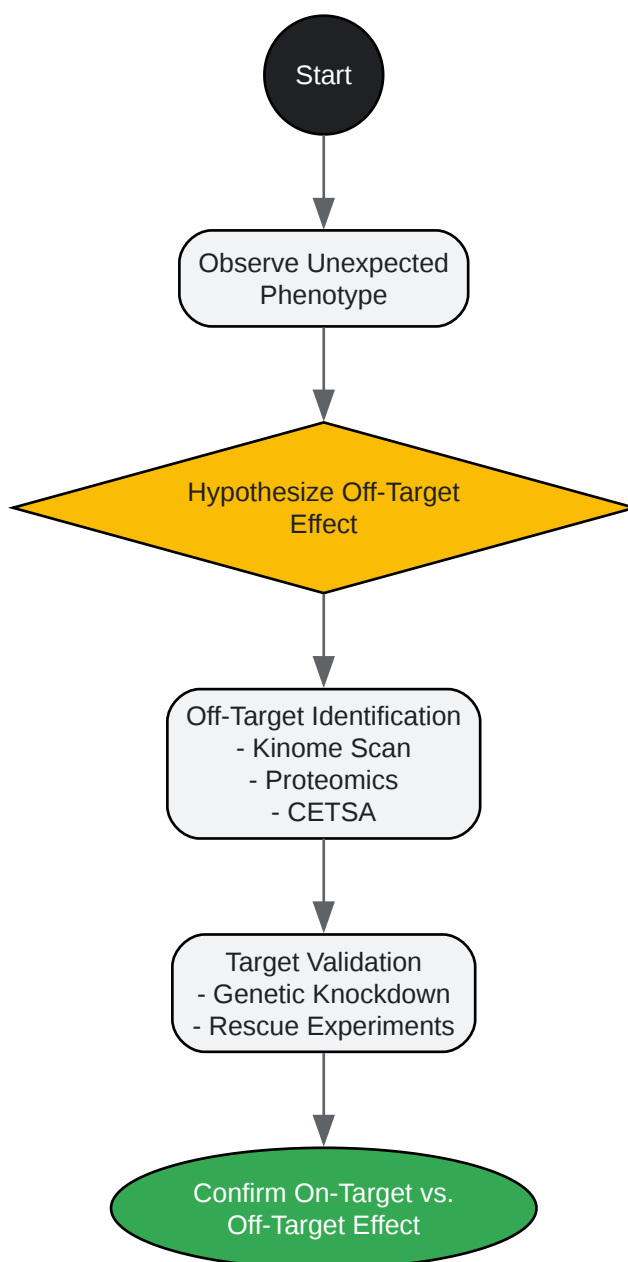 Start
Observe Unexpected
Phenotype
Hypothesize Off-Target
Effect
Off-Target Identification
- Kinome Scan
- Proteomics
- CETSA
Target Validation
- Genetic Knockdown
- Rescue Experiments
Confirm On-Target vs.
Off-Target Effect